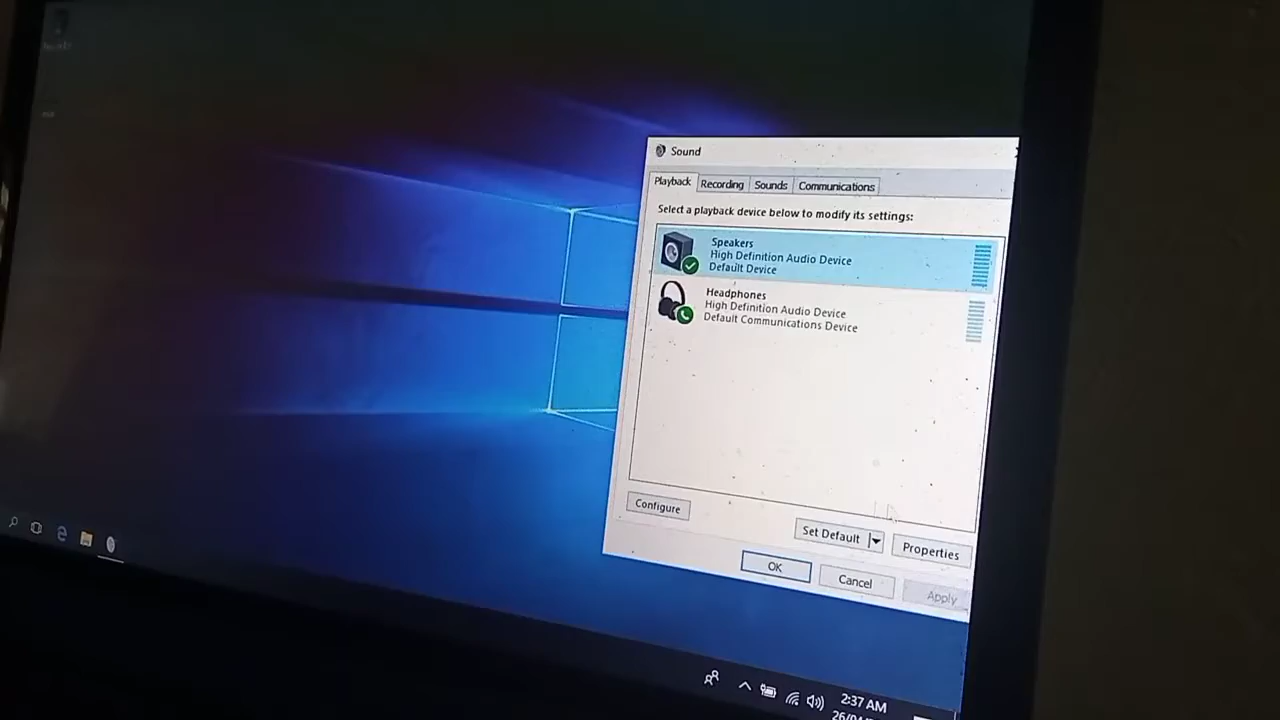 Sound
Playback
Recording
Sounds
Communications
Select a playback device below to modify its settings:
Speakers
High Definition Audio Device
Default Device
Headphones
High Definition Audio Device
Default Communications Device
Configure
Set Default
Properties
OK
Cancel
Apply
2:37 AM